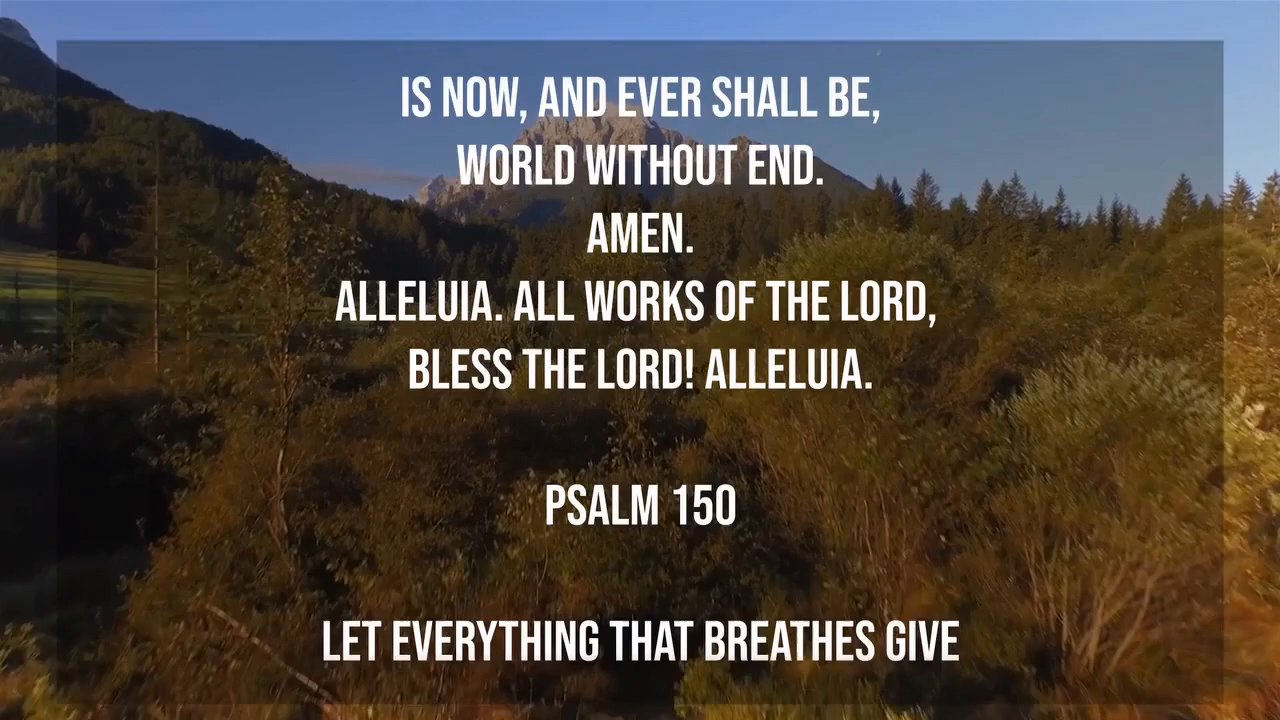 IS NOW, AND EVER SHALL BE,
WORLD WITHOUT END.
AMEN.
ALLELUIA. ALL WORKS OF THE LORD,
BLESS THE LORD! ALLELUIA.
PSALM 150
LET EVERYTHING THAT BREATHES GIVE